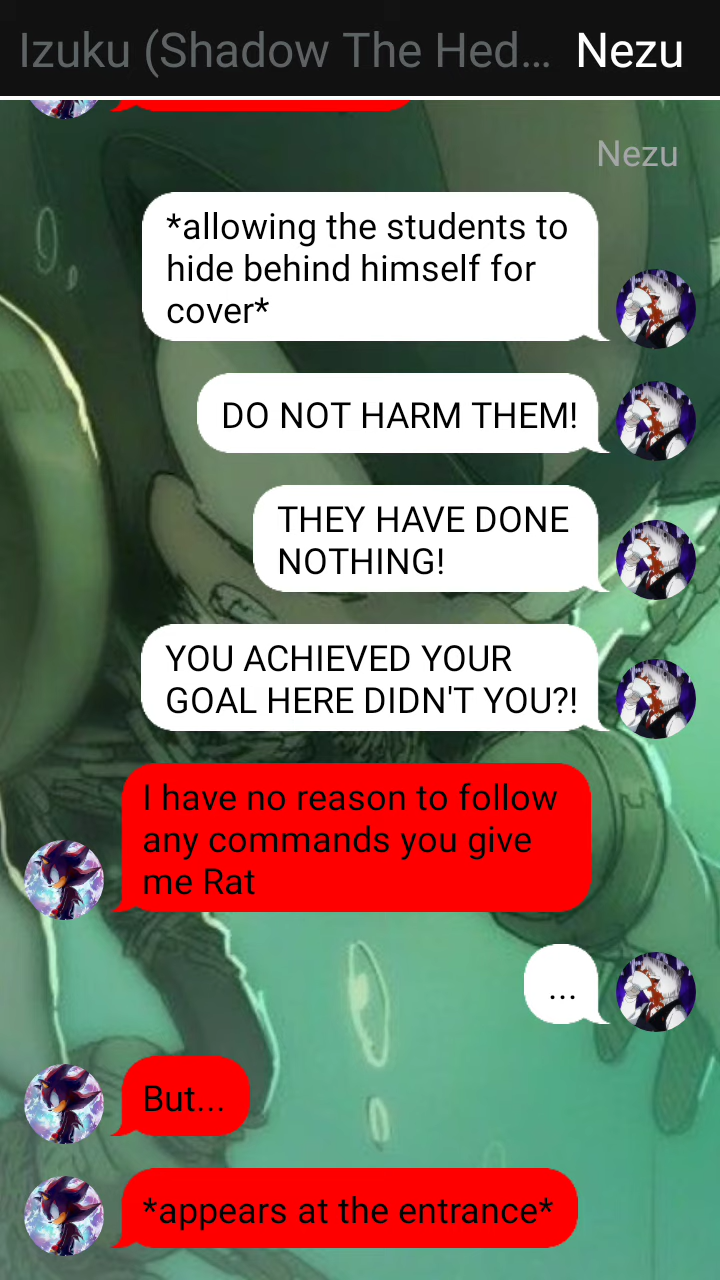 Izuku (Shadow The Hed... Nezu
Nezu
*allowing the students to
hide behind himself for
cover*
DO NOT HARM THEM!
THEY HAVE DONE
NOTHING!
YOU ACHIEVED YOUR
GOAL HERE DIDN'T YOU?!
I have no reason to follow
any commands you give
me Rat
...
But...
*appears at the entrance*